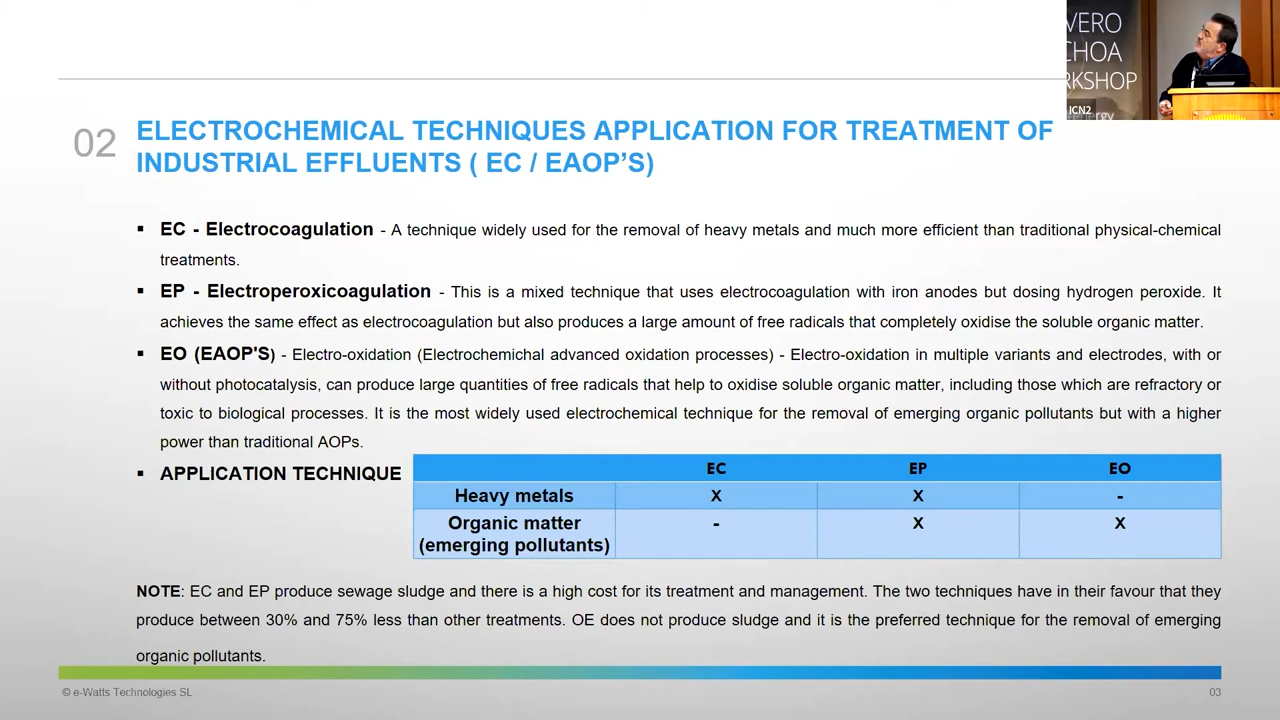 VERO
CHOA
RKSHOP
ICN2
energy
02
ELECTROCHEMICAL TECHNIQUES APPLICATION FOR TREATMENT OF
INDUSTRIAL EFFLUENTS ( EC / EAOP’S)
▪ EC - Electrocoagulation - A technique widely used for the removal of heavy metals and much more efficient than traditional physical-chemical
treatments.
▪ EP - Electroperoxicoagulation - This is a mixed technique that uses electrocoagulation with iron anodes but dosing hydrogen peroxide. It
achieves the same effect as electrocoagulation but also produces a large amount of free radicals that completely oxidise the soluble organic matter.
▪ EO (EAOP'S) - Electro-oxidation (Electrochemichal advanced oxidation processes) - Electro-oxidation in multiple variants and electrodes, with or
without photocatalysis, can produce large quantities of free radicals that help to oxidise soluble organic matter, including those which are refractory or
toxic to biological processes. It is the most widely used electrochemical technique for the removal of emerging organic pollutants but with a higher
power than traditional AOPs.
▪ APPLICATION TECHNIQUE
EC EP EO
Heavy metals X X -
Organic matter - X X
(emerging pollutants)
NOTE: EC and EP produce sewage sludge and there is a high cost for its treatment and management. The two techniques have in their favour that they
produce between 30% and 75% less than other treatments. OE does not produce sludge and it is the preferred technique for the removal of emerging
organic pollutants.
© e-Watts Technologies SL
03